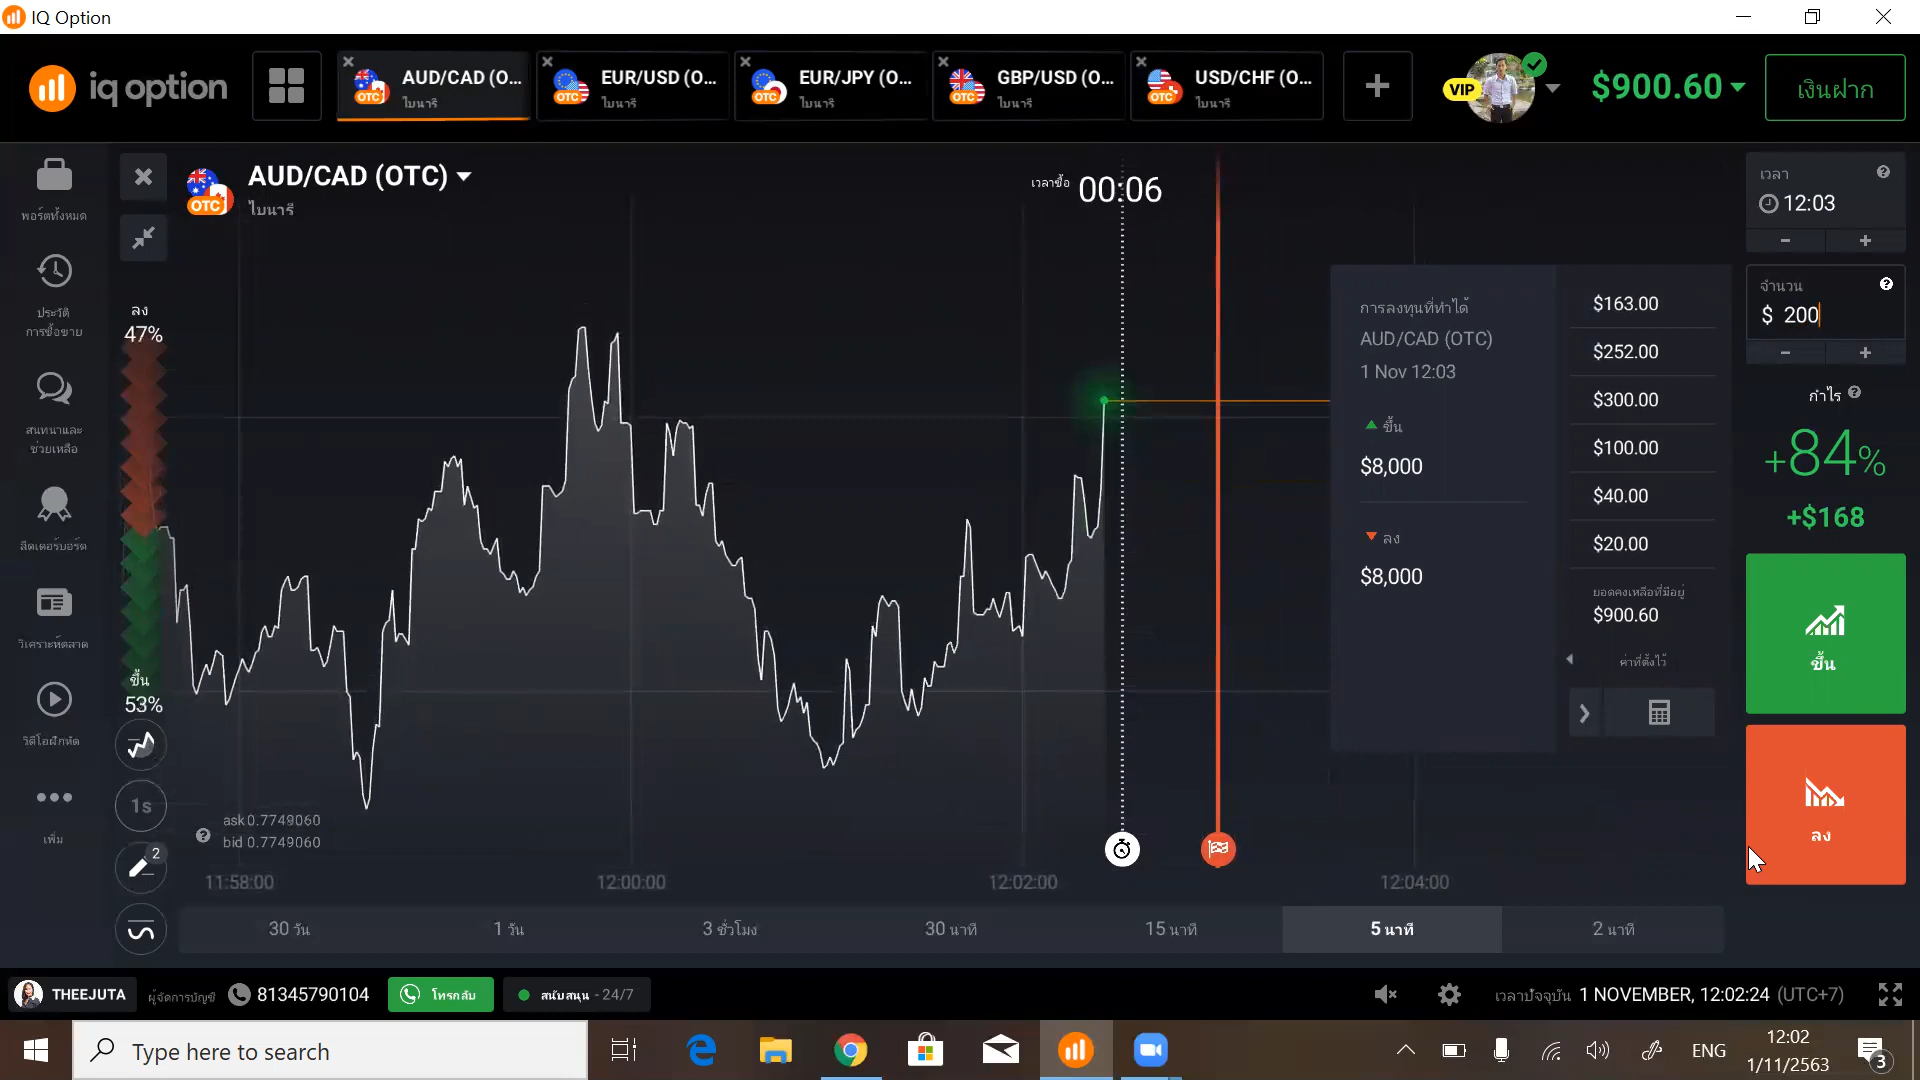 IQ Option
iq option
AUD/CAD (O...
ไบนารี
EUR/USD (O...
ไบนารี
EUR/JPY (O...
ไบนารี
GBP/USD (O...
ไบนารี
USD/CHF (O...
ไบนารี
VIP
$900.60
เงินฝาก
OTC
OTC
OTC
OTC
OTC
พอร์ตทั้งหมด
ประวัติ
การซื้อขาย
สนทนาและ
ช่วยเหลือ
ลีดเดอร์บอร์ด
วิเคราะห์ตลาด
วิดีโอฝึกหัด
เพิ่ม
OTC
AUD/CAD (OTC)
ไบนารี
เวลาซื้อ 00:06
ลง
47%
ขึ้น
53%
1s
2
ask 0.7749060
bid 0.7749060
11:58:00
12:00:00
12:02:00
12:04:00
30 วัน
1 วัน
3 ชั่วโมง
30 นาที
15 นาที
5 นาที
2 นาที
การลงทุนที่ทำได้
AUD/CAD (OTC)
1 Nov 12:03
ขึ้น
$8,000
ลง
$8,000
$163.00
$252.00
$300.00
$100.00
$40.00
$20.00
ยอดคงเหลือที่มีอยู่
$900.60
ค่าที่ตั้งไว้
เวลา
12:03
- +
จำนวน
$ 200
- +
กำไร
+84%
+$168
ขึ้น
ลง
THEEJUTA
ผู้จัดการบัญชี
81345790104
โทรกลับ
สนับสนุน - 24/7
เวลาปัจจุบัน 1 NOVEMBER, 12:02:24 (UTC+7)
Type here to search
ENG
12:02
1/11/2563
3